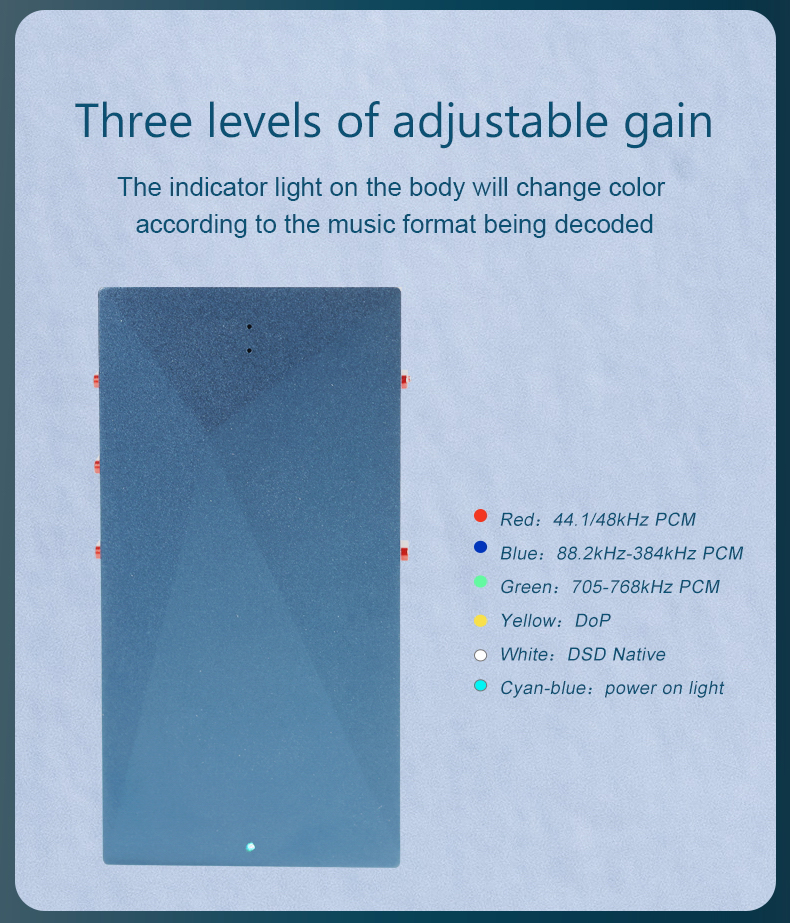 Three levels of adjustable gain
The indicator light on the body will change color
according to the music format being decoded
Red：44.1/48kHz PCM
Blue：88.2kHz-384kHz PCM
Green：705-768kHz PCM
Yellow：DoP
White：DSD Native
Cyan-blue：power on light